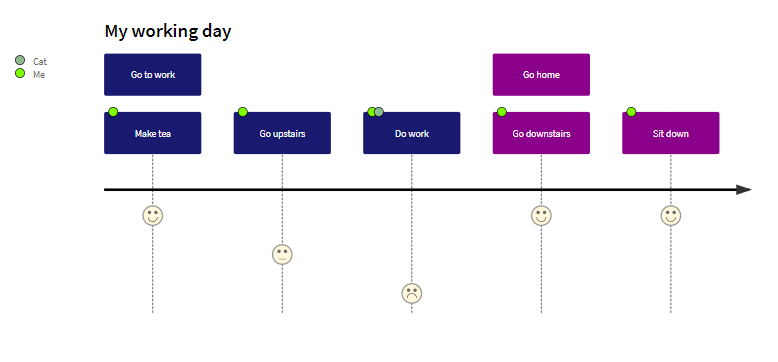 My working day
Cat
Me
Go to work
Go home
Make tea
Go upstairs
Do work
Go downstairs
Sit down